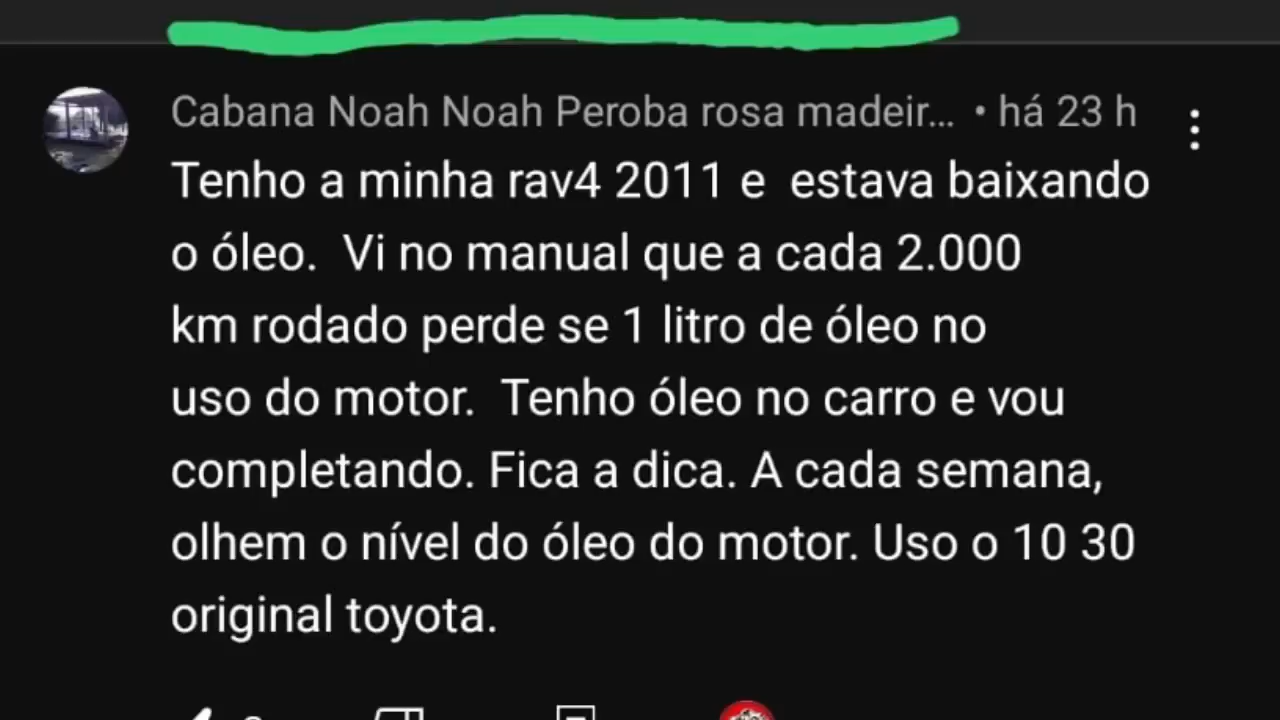 Cabana Noah Noah Peroba rosa madeir... • há 23 h
Tenho a minha rav4 2011 e estava baixando
o óleo. Vi no manual que a cada 2.000
km rodado perde se 1 litro de óleo no
uso do motor. Tenho óleo no carro e vou
completando. Fica a dica. A cada semana,
olhem o nível do óleo do motor. Uso o 10 30
original toyota.